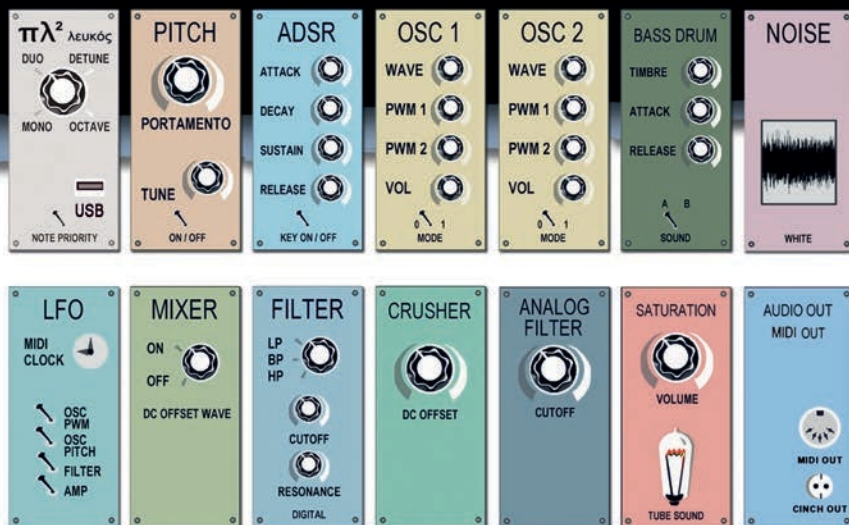 πλ² λευκός
DUO DETUNE
MONO OCTAVE
USB
NOTE PRIORITY
PITCH
PORTAMENTO
TUNE
ON / OFF
ADSR
ATTACK
DECAY
SUSTAIN
RELEASE
KEY ON / OFF
OSC 1
WAVE
PWM 1
PWM 2
VOL
0 1
MODE
OSC 2
WAVE
PWM 1
PWM 2
VOL
0 1
MODE
BASS DRUM
TIMBRE
ATTACK
RELEASE
A B
SOUND
NOISE
WHITE
LFO
MIDI
CLOCK
OSC
PWM
OSC
PITCH
FILTER
AMP
MIXER
ON
OFF
DC OFFSET WAVE
FILTER
LP
BP
HP
CUTOFF
RESONANCE
DIGITAL
CRUSHER
DC OFFSET
ANALOG
FILTER
CUTOFF
SATURATION
VOLUME
TUBE SOUND
AUDIO OUT
MIDI OUT
MIDI OUT
CINCH OUT